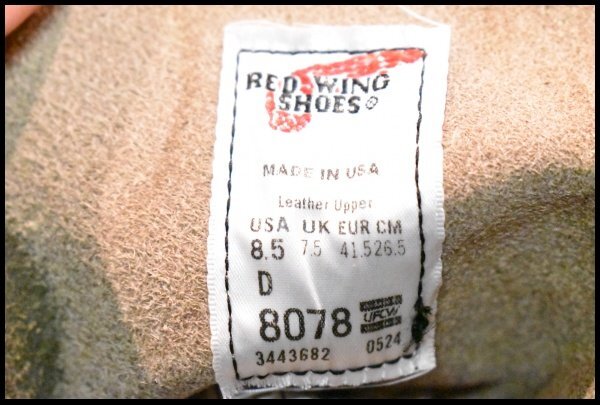 RED WING
SHOES®
MADE IN USA
Leather Upper
USA UK EUR CM
8.5 7.5 41.5 26.5
D
8078 UFCW
3443682 0524